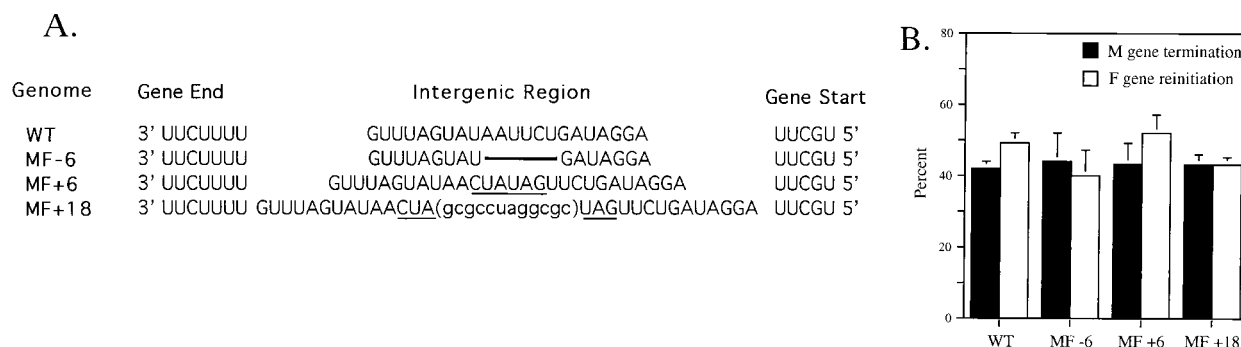 A.
Genome Gene End Intergenic Region Gene Start
WT 3' UUCUUUU GUUUAGUAUAAUUCUGAUAGGA UUCGU 5'
MF-6 3' UUCUUUU GUUUAGUAU GAUAGGA UUCGU 5'
MF+6 3' UUCUUUU GUUUAGUAUAACUAUAGUUCUGAUAGGA UUCGU 5'
MF+18 3' UUCUUUU GUUUAGUAUAACUA(gcgccuaggcgc)UAGUUCUGAUAGGA UUCGU 5'
B.
80
60
40
20
0
Percent
M gene termination
F gene reinitiation
WT MF -6 MF +6 MF +18